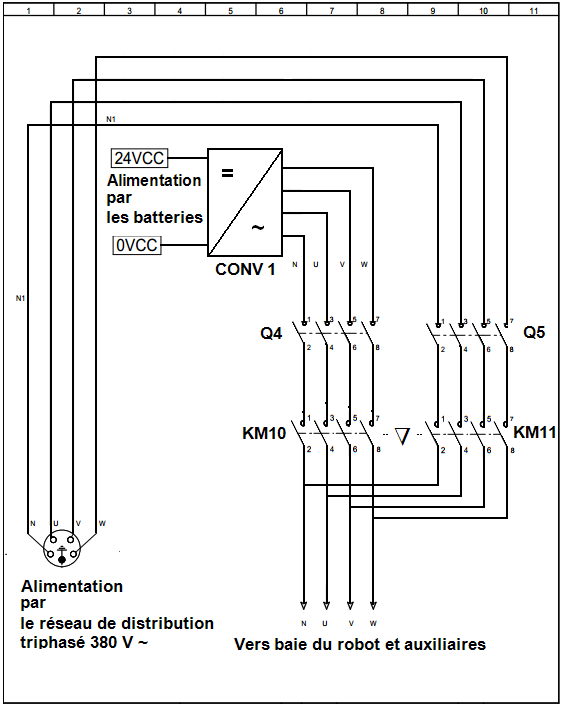 1 2 3 4 5 6 7 8 9 10 11
N1
24VCC
Alimentation
par
les batteries
0VCC
=
~
CONV 1
N U V W
N1
Q4
1 3 5 7
2 4 6 8
1 3 5 7
2 4 6 8
Q5
KM10
1 3 5 7
2 4 6 8
1 3 5 7
2 4 6 8
KM11
N U V W
Alimentation
par
le réseau de distribution
triphasé 380 V ~
N U V W
Vers baie du robot et auxiliaires